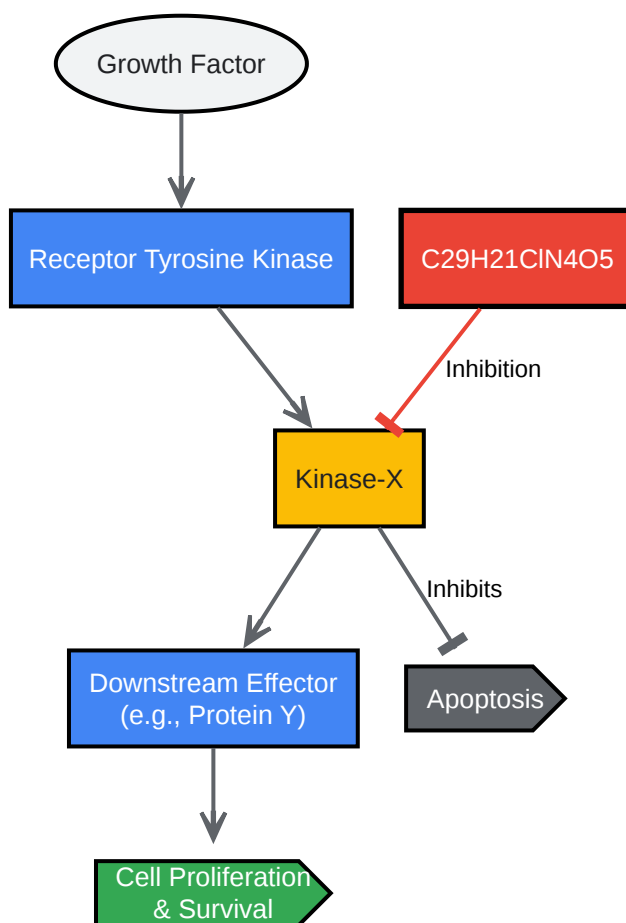 Growth Factor
Receptor Tyrosine Kinase
C29H21ClN4O5
Inhibition
Kinase-X
Inhibits
Downstream Effector
(e.g., Protein Y)
Apoptosis
Cell Proliferation
& Survival